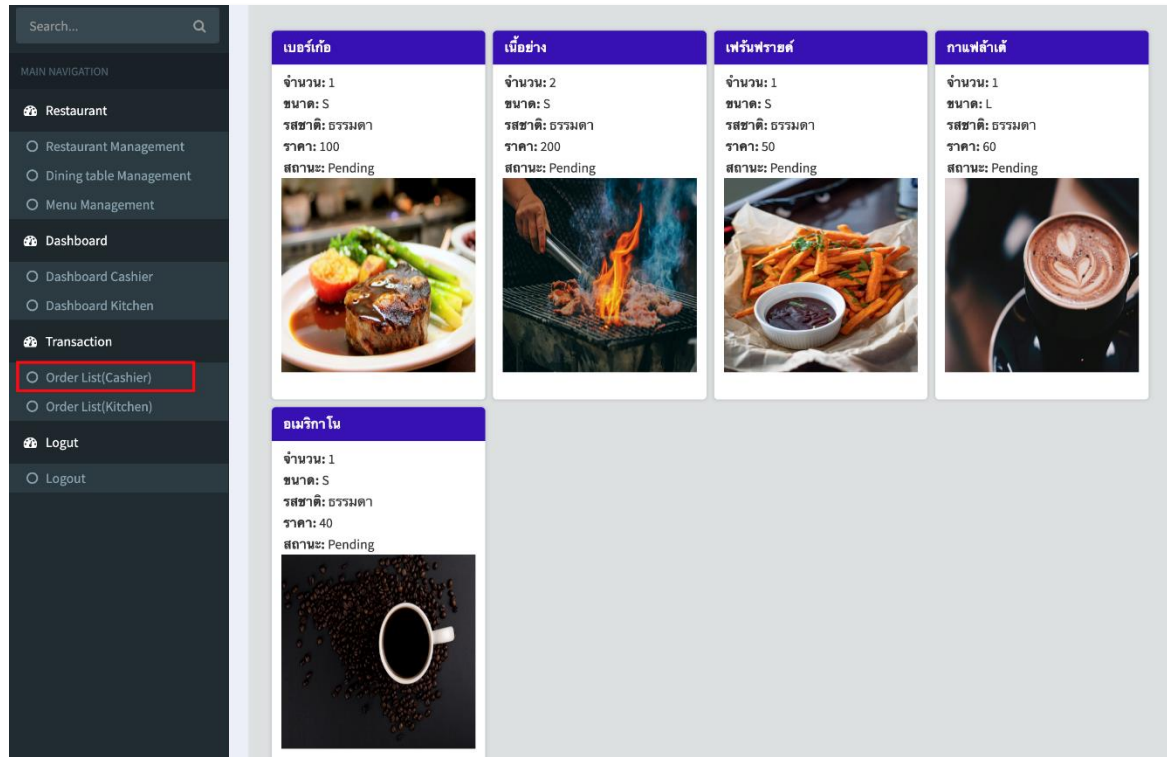 Search...
MAIN NAVIGATION
Restaurant
Restaurant Management
Dining table Management
Menu Management
Dashboard
Dashboard Cashier
Dashboard Kitchen
Transaction
Order List(Cashier)
Order List(Kitchen)
Logut
Logout
เบอร์เก้อ
จำนวน: 1
ขนาด: S
รสชาติ: ธรรมดา
ราคา: 100
สถานะ: Pending
เนื้อย่าง
จำนวน: 2
ขนาด: S
รสชาติ: ธรรมดา
ราคา: 200
สถานะ: Pending
เฟร้นฟรายด์
จำนวน: 1
ขนาด: S
รสชาติ: ธรรมดา
ราคา: 50
สถานะ: Pending
กาแฟล้าเต้
จำนวน: 1
ขนาด: L
รสชาติ: ธรรมดา
ราคา: 60
สถานะ: Pending
อเมริกาโน
จำนวน: 1
ขนาด: S
รสชาติ: ธรรมดา
ราคา: 40
สถานะ: Pending